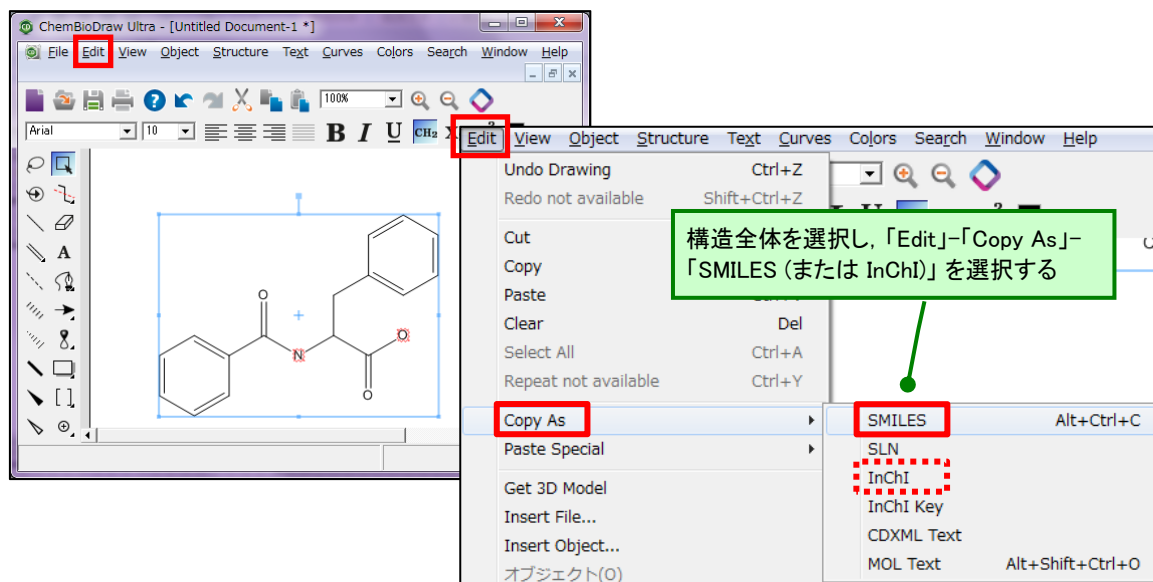 ChemBioDraw Ultra - [Untitled Document-1 *]
File Edit View Object Structure Text Curves Colors Search Window Help
100%
Arial 10 B I U CH₂
A
O
N
O
O
Edit View Object Structure Text Curves Colors Search Window Help
Undo Drawing Ctrl+Z
Redo not available Shift+Ctrl+Z
Cut
Copy
Paste
Clear Del
Select All Ctrl+A
Repeat not available Ctrl+Y
Copy As
Paste Special
Get 3D Model
Insert File...
Insert Object...
オブジェクト(O)
構造全体を選択し,「Edit」-「Copy As」-
「SMILES (または InChI)」を選択する
SMILES Alt+Ctrl+C
SLN
InChI
InChI Key
CDXML Text
MOL Text Alt+Shift+Ctrl+O